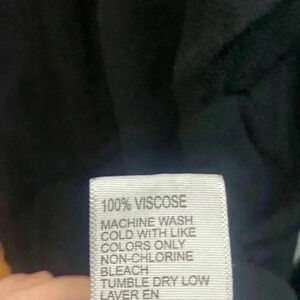 100% VISCOSE
MACHINE WASH
COLD WITH LIKE
COLORS ONLY
NON-CHLORINE
BLEACH
TUMBLE DRY LOW
LAVER EN